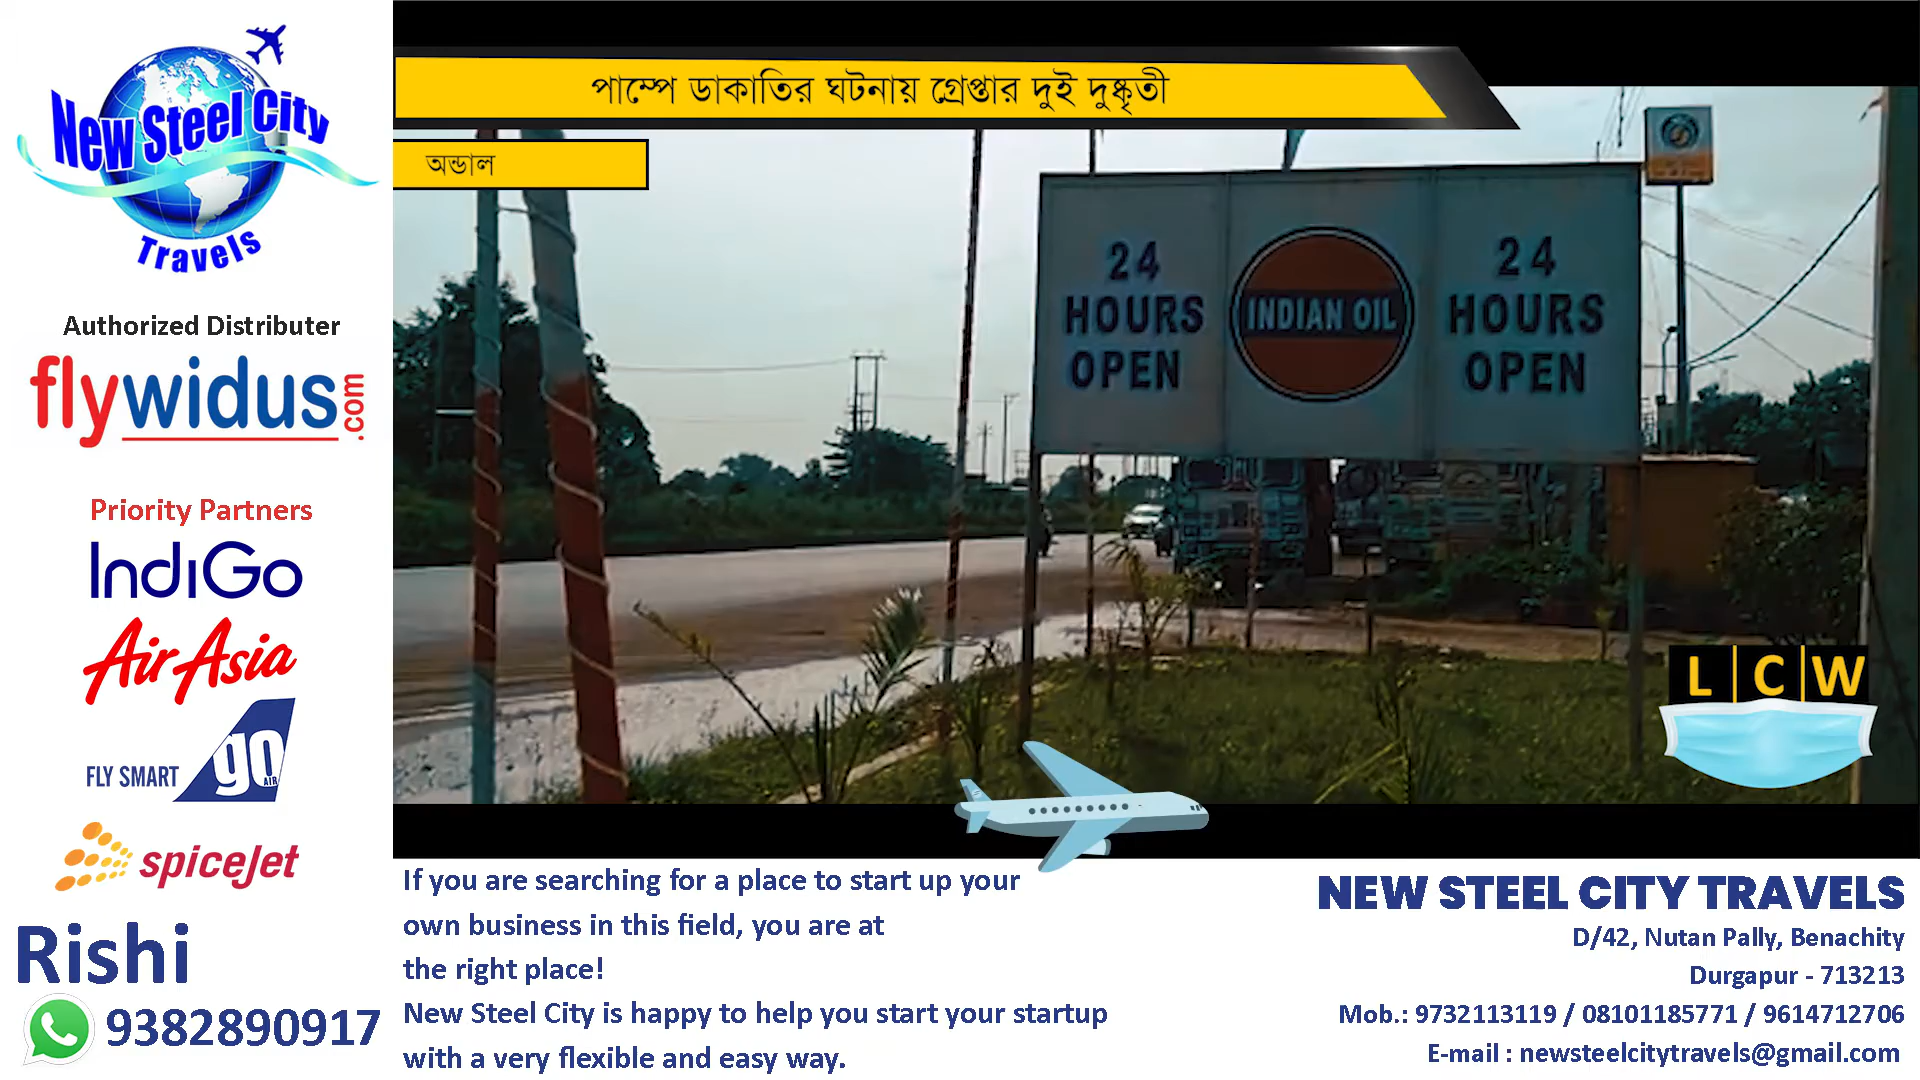 New Steel City
Travels
Authorized Distributer
flywidus.com
Priority Partners
IndiGo
AirAsia
FLY SMART
go
AIR
spicejet
Rishi
9382890917
পাম্পে ডাকাতির ঘটনায় গ্রেপ্তার দুই দুষ্কৃতী
অন্ডাল
24
HOURS
OPEN
INDIAN OIL
24
HOURS
OPEN
L C W
If you are searching for a place to start up your
own business in this field, you are at
the right place!
New Steel City is happy to help you start your startup
with a very flexible and easy way.
NEW STEEL CITY TRAVELS
D/42, Nutan Pally, Benachity
Durgapur - 713213
Mob.: 9732113119 / 08101185771 / 9614712706
E-mail : newsteelcitytravels@gmail.com